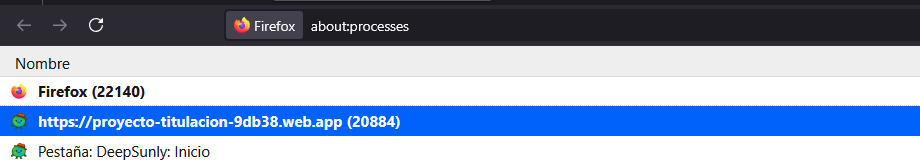 Firefox about:processes
Nombre
Firefox (22140)
https://proyecto-titulacion-9db38.web.app (20884)
Pestaña: DeepSunly: Inicio